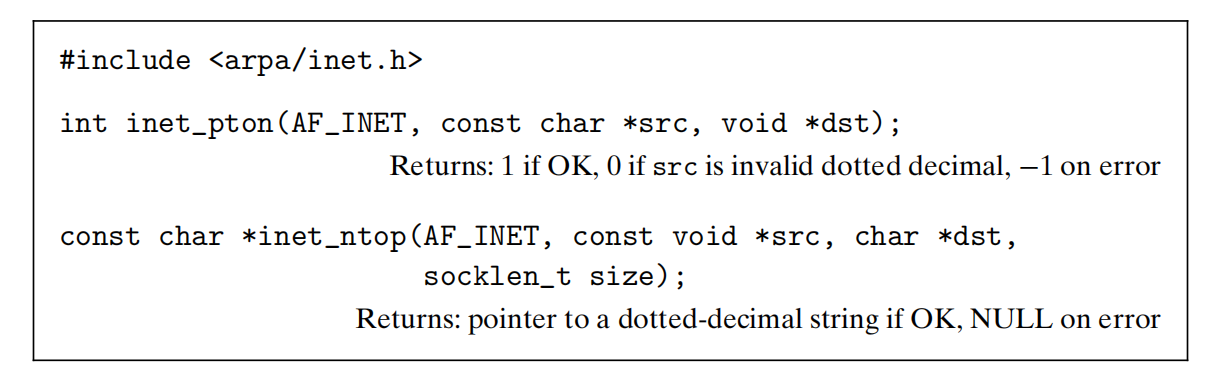 #include <arpa/inet.h>
int inet_pton(AF_INET, const char *src, void *dst);
Returns: 1 if OK, 0 if src is invalid dotted decimal, −1 on error
const char *inet_ntop(AF_INET, const void *src, char *dst,
socklen_t size);
Returns: pointer to a dotted-decimal string if OK, NULL on error